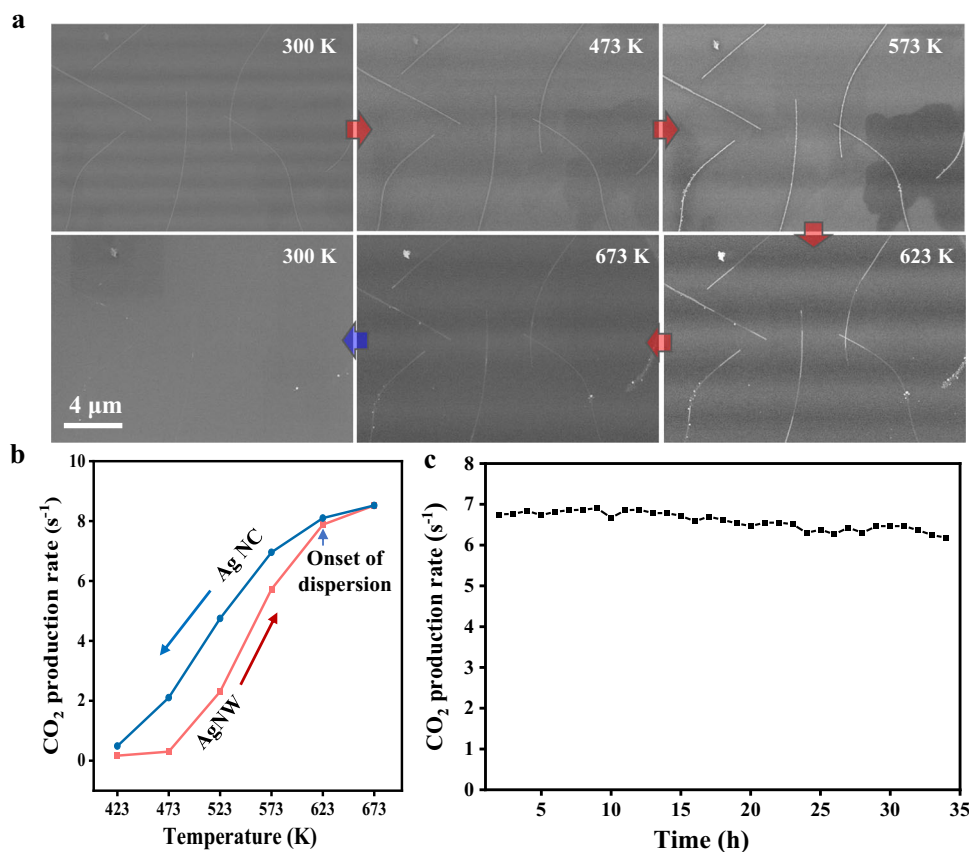 a
300 K
473 K
573 K
300 K
673 K
623 K
4 μm
b
CO₂ production rate (s⁻¹)
10
8
6
4
2
0
Ag NC
Onset of
dispersion
AgNW
423
473
523
573
623
673
Temperature (K)
c
CO₂ production rate (s⁻¹)
8
7
6
5
4
3
2
1
0
5
10
15
20
25
30
35
Time (h)